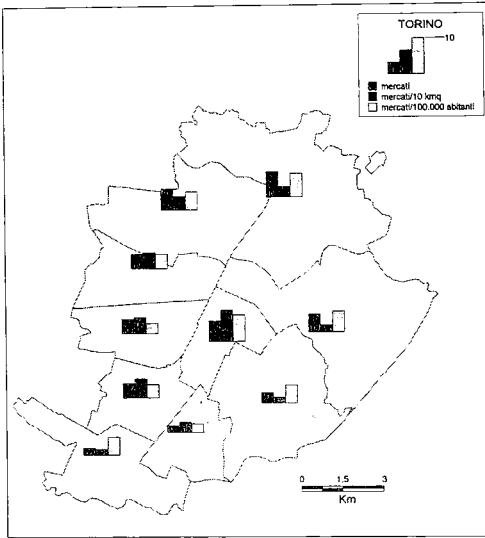 TORINO
10
mercati
mercati/10 kmq
mercati/100.000 abitanti
0 1,5 3
Km